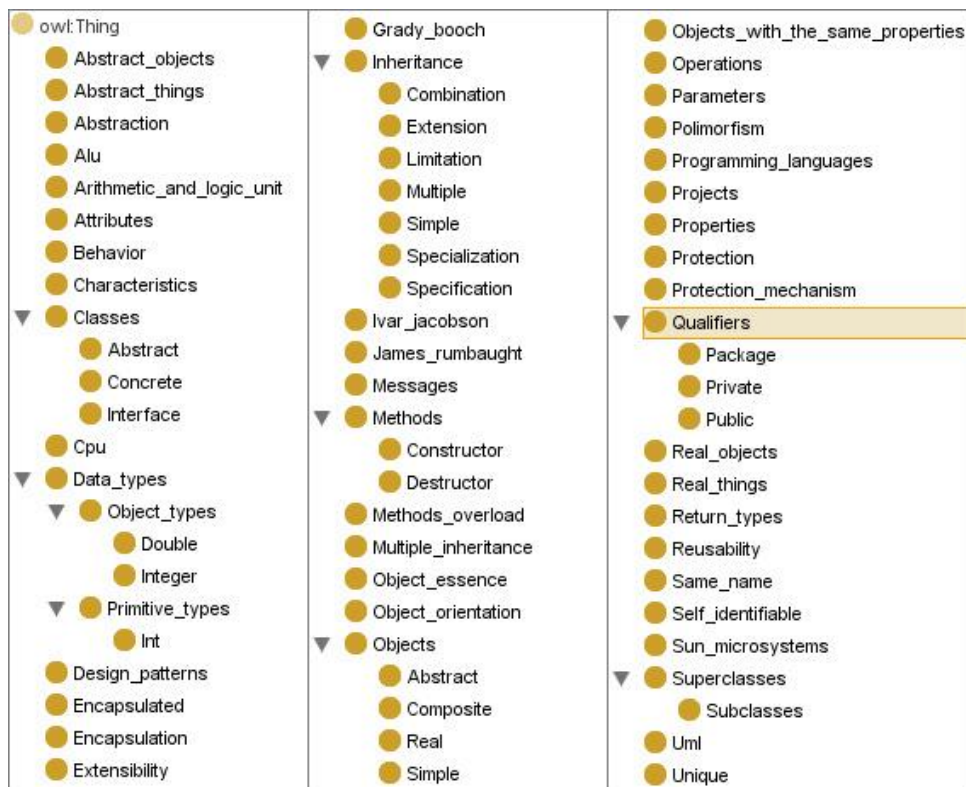 owl:Thing
Abstract_objects
Abstract_things
Abstraction
Alu
Arithmetic_and_logic_unit
Attributes
Behavior
Characteristics
Classes
Abstract
Concrete
Interface
Cpu
Data_types
Object_types
Double
Integer
Primitive_types
Int
Design_patterns
Encapsulated
Encapsulation
Extensibility
Grady_booch
Inheritance
Combination
Extension
Limitation
Multiple
Simple
Specialization
Specification
Ivar_jacobson
James_rumbaught
Messages
Methods
Constructor
Destructor
Methods_overload
Multiple_inheritance
Object_essence
Object_orientation
Objects
Abstract
Composite
Real
Simple
Objects_with_the_same_properties
Operations
Parameters
Polimorfism
Programming_languages
Projects
Properties
Protection
Protection_mechanism
Qualifiers
Package
Private
Public
Real_objects
Real_things
Return_types
Reusability
Same_name
Self_identifiable
Sun_microsystems
Superclasses
Subclasses
Uml
Unique